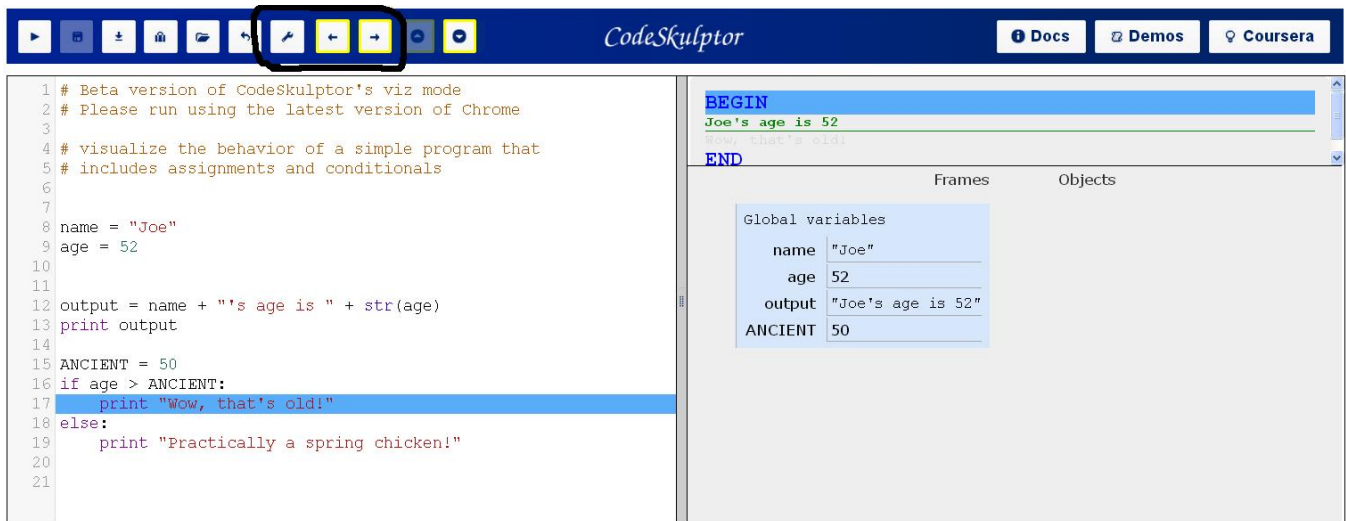 CodeSkulptor
Docs
Demos
Coursera
1 # Beta version of CodeSkulptor's viz mode
2 # Please run using the latest version of Chrome
3
4 # visualize the behavior of a simple program that
5 # includes assignments and conditionals
6
7
8 name = "Joe"
9 age = 52
10
11
12 output = name + "'s age is " + str(age)
13 print output
14
15 ANCIENT = 50
16 if age > ANCIENT:
17     print "Wow, that's old!"
18 else:
19     print "Practically a spring chicken!"
20
21
BEGIN
Joe's age is 52
Wow, that's old!
END
Frames Objects
Global variables
name "Joe"
age 52
output "Joe's age is 52"
ANCIENT 50